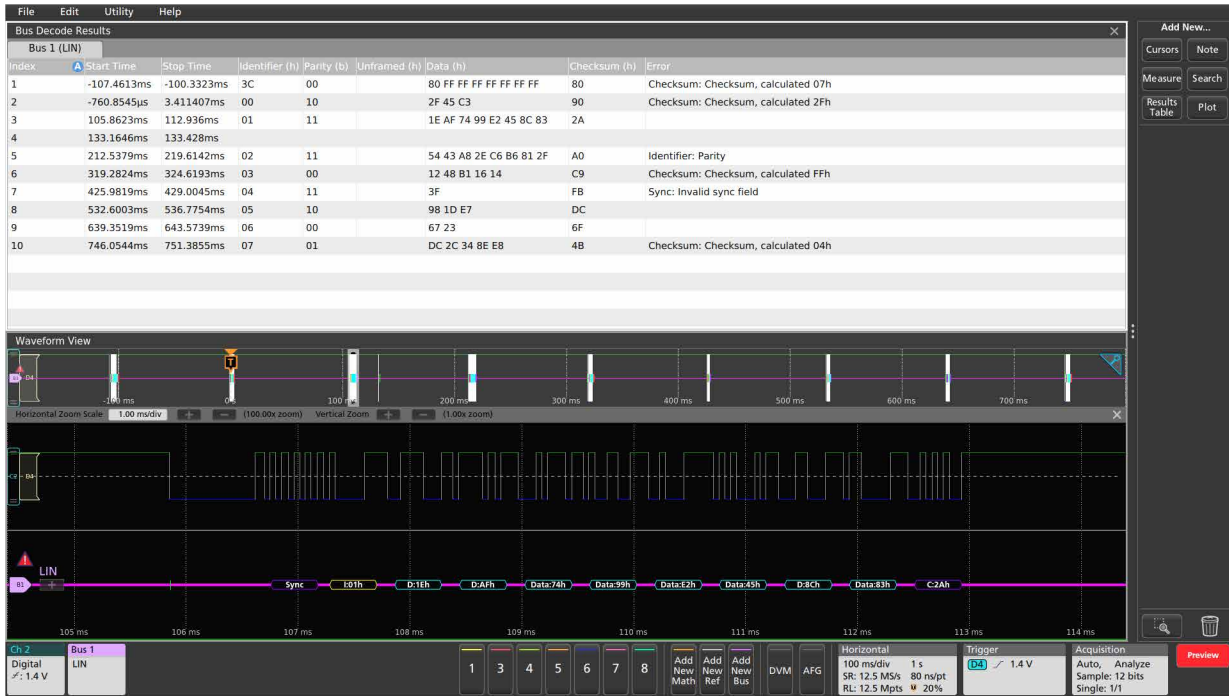 File Edit Utility Help
Bus Decode Results
Bus 1 (LIN)
Index A Start Time Stop Time Identifier (h) Parity (b) Unframed (h) Data (h) Checksum (h) Error
1 -107.4613ms -100.3323ms 3C 00 80 FF FF FF FF FF FF FF 80 Checksum: Checksum, calculated 07h
2 -760.8545µs 3.411407ms 00 10 2F 45 C3 90 Checksum: Checksum, calculated 2Fh
3 105.8623ms 112.936ms 01 11 1E AF 74 99 E2 45 8C 83 2A
4 133.1646ms 133.428ms
5 212.5379ms 219.6142ms 02 11 54 43 A8 2E C6 B6 81 2F A0 Identifier: Parity
6 319.2824ms 324.6193ms 03 00 12 48 B1 16 14 C9 Checksum: Checksum, calculated FFh
7 425.9819ms 429.0045ms 04 11 3F FB Sync: Invalid sync field
8 532.6003ms 536.7754ms 05 10 98 1D E7 DC
9 639.3519ms 643.5739ms 06 00 67 23 6F
10 746.0544ms 751.3855ms 07 01 DC 2C 34 8E E8 4B Checksum: Checksum, calculated 04h
Waveform View
T
D4
0 s 200 ms 300 ms 400 ms 500 ms 600 ms 700 ms
Horizontal Zoom Scale 1.00 ms/div + − (100.00x zoom) Vertical Zoom + − (1.00x zoom)
C2 D4
LIN
B1 + Sync I:01h D:1Eh D:AFh Data:74h Data:99h Data:E2h Data:45h D:8Ch Data:83h C:2Ah
105 ms 106 ms 107 ms 108 ms 109 ms 110 ms 111 ms 112 ms 113 ms 114 ms
Add New...
Cursors Note
Measure Search
Results Table Plot
Ch 2
Digital
: 1.4 V
Bus 1
LIN
1 3 4 5 6 7 8
Add New Math
Add New Ref
Add New Bus
DVM AFG
Horizontal
100 ms/div 1 s
SR: 12.5 MS/s 80 ns/pt
RL: 12.5 Mpts 20%
Trigger
D4 1.4 V
Acquisition
Auto, Analyze
Sample: 12 bits
Single: 1/1
Preview